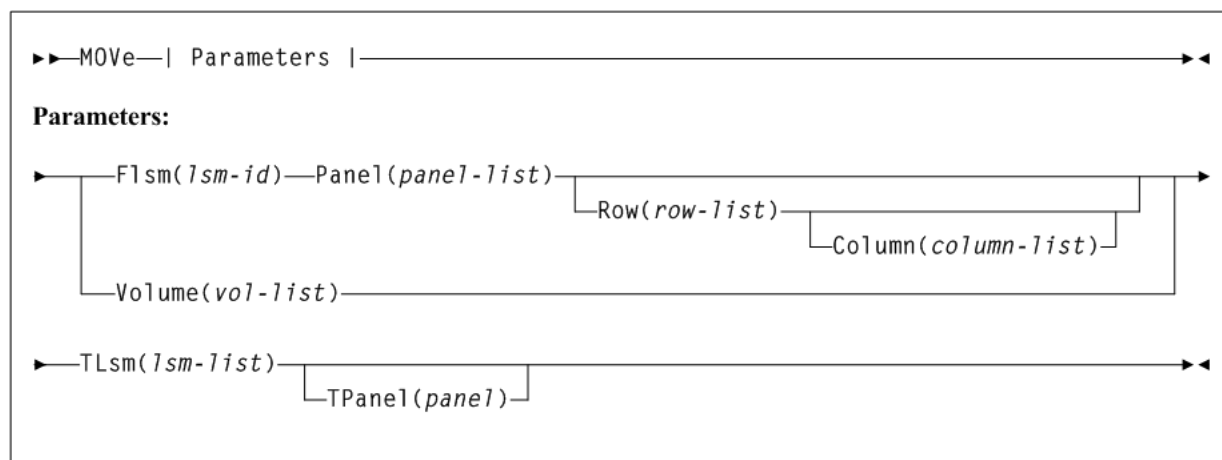 MOVe | Parameters |
Parameters:
Flsm(lsm-id) Panel(panel-list)
Row(row-list)
Column(column-list)
Volume(vol-list)
TLsm(lsm-list)
TPanel(panel)